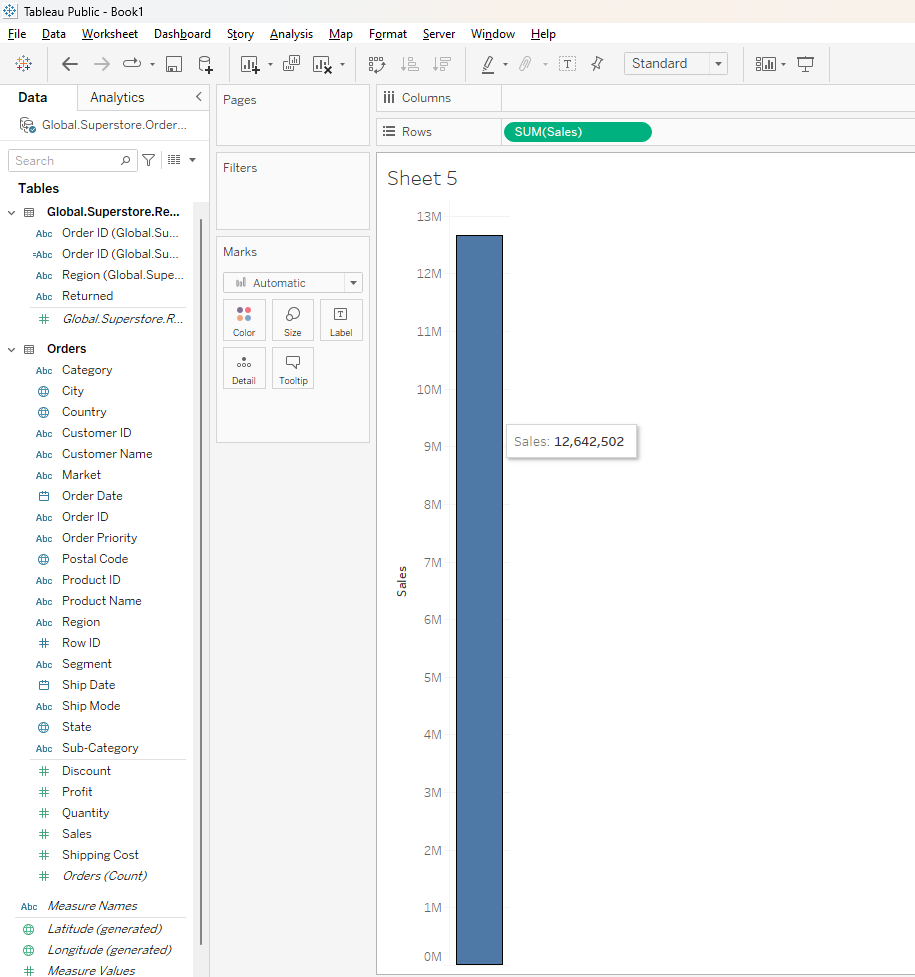 Tableau Public - Book1
File Data Worksheet Dashboard Story Analysis Map Format Server Window Help
Standard
Data Analytics
Global.Superstore.Order...
Search
Tables
Global.Superstore.Re...
Abc Order ID (Global.Su...
=Abc Order ID (Global.Su...
Abc Region (Global.Supe...
Abc Returned
# Global.Superstore.R...
Orders
Abc Category
City
Country
Abc Customer ID
Abc Customer Name
Abc Market
Order Date
Abc Order ID
Abc Order Priority
Postal Code
Abc Product ID
Abc Product Name
Abc Region
# Row ID
Abc Segment
Ship Date
Abc Ship Mode
State
Abc Sub-Category
# Discount
# Profit
# Quantity
# Sales
# Shipping Cost
# Orders (Count)
Abc Measure Names
Latitude (generated)
Longitude (generated)
# Measure Values
Pages
Filters
Marks
Automatic
Color Size Label
Detail Tooltip
Columns
Rows SUM(Sales)
Sheet 5
13M
12M
11M
10M
9M
8M
7M
6M
5M
4M
3M
2M
1M
0M
Sales
Sales: 12,642,502